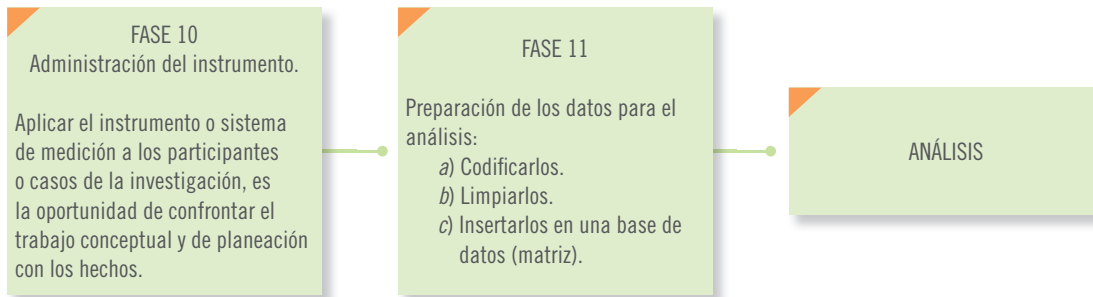 FASE 10
Administración del instrumento.
Aplicar el instrumento o sistema
de medición a los participantes
o casos de la investigación, es
la oportunidad de confrontar el
trabajo conceptual y de planeación
con los hechos.
FASE 11
Preparación de los datos para el
análisis:
a) Codificarlos.
b) Limpiarlos.
c) Insertarlos en una base de
datos (matriz).
ANÁLISIS